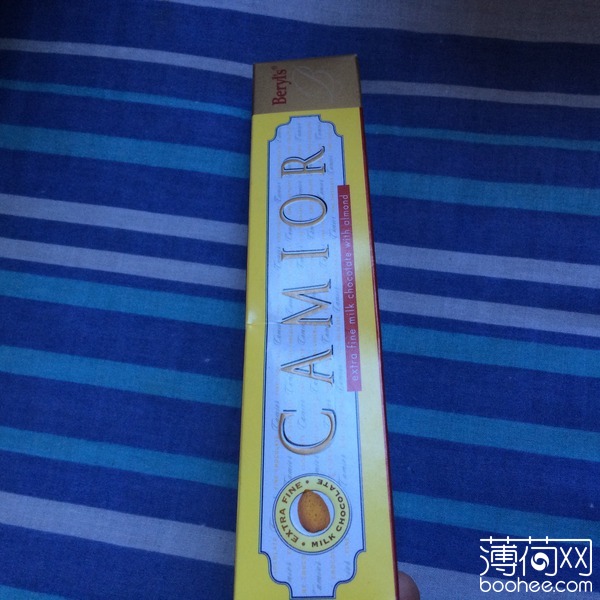 Beryl's
CAMIOR
extra fine milk chocolate with almond
EXTRA FINE • MILK CHOCOLATE •
薄荷网
boohee.com